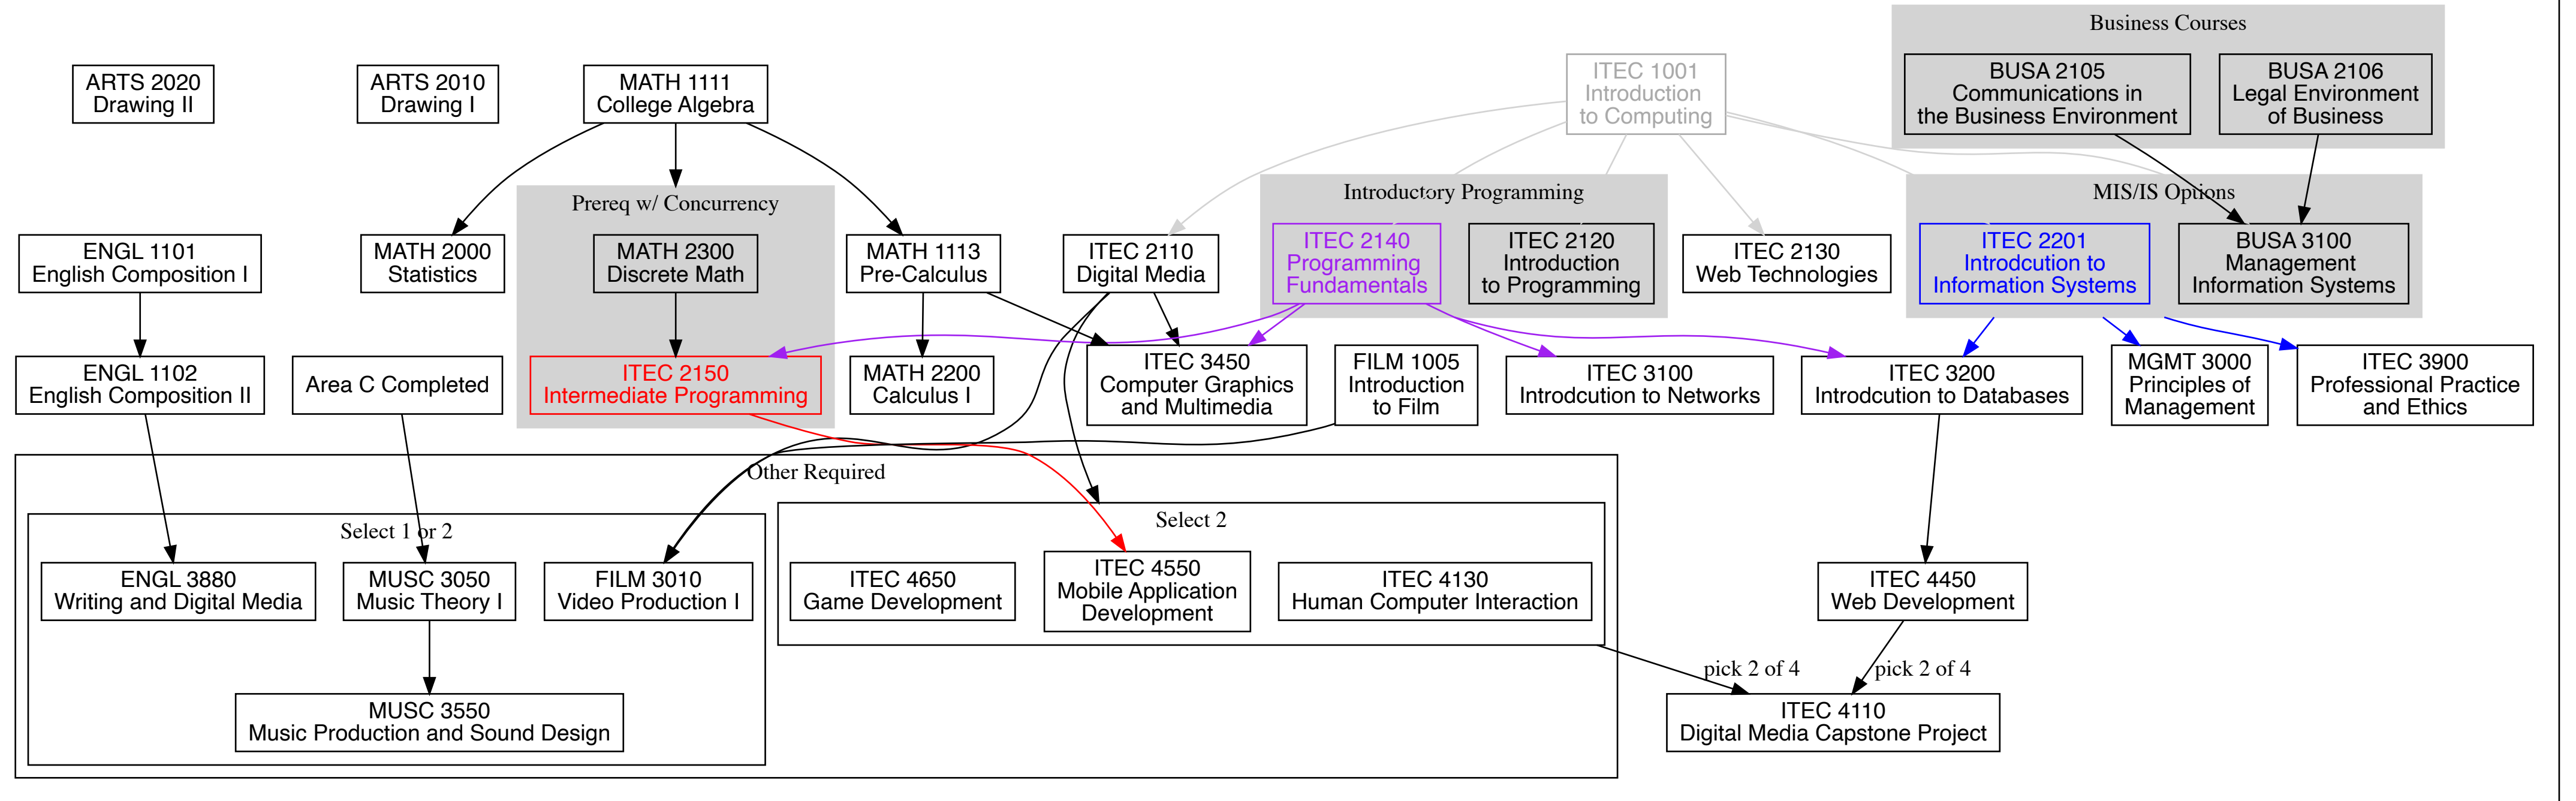 Business Courses
ARTS 2020
Drawing II
ARTS 2010
Drawing I
MATH 1111
College Algebra
ITEC 1001
Introduction
to Computing
BUSA 2105
Communications in
the Business Environment
BUSA 2106
Legal Environment
of Business
Prereq w/ Concurrency
Introductory Programming
MIS/IS Options
ENGL 1101
English Composition I
MATH 2000
Statistics
MATH 2300
Discrete Math
MATH 1113
Pre-Calculus
ITEC 2110
Digital Media
ITEC 2140
Programming
Fundamentals
ITEC 2120
Introduction
to Programming
ITEC 2130
Web Technologies
ITEC 2201
Introdcution to
Information Systems
BUSA 3100
Management
Information Systems
ENGL 1102
English Composition II
Area C Completed
ITEC 2150
Intermediate Programming
MATH 2200
Calculus I
ITEC 3450
Computer Graphics
and Multimedia
FILM 1005
Introduction
to Film
ITEC 3100
Introdcution to Networks
ITEC 3200
Introdcution to Databases
MGMT 3000
Principles of
Management
ITEC 3900
Professional Practice
and Ethics
Other Required
Select 1 or 2
Select 2
ENGL 3880
Writing and Digital Media
MUSC 3050
Music Theory I
FILM 3010
Video Production I
ITEC 4650
Game Development
ITEC 4550
Mobile Application
Development
ITEC 4130
Human Computer Interaction
ITEC 4450
Web Development
pick 2 of 4
pick 2 of 4
MUSC 3550
Music Production and Sound Design
ITEC 4110
Digital Media Capstone Project